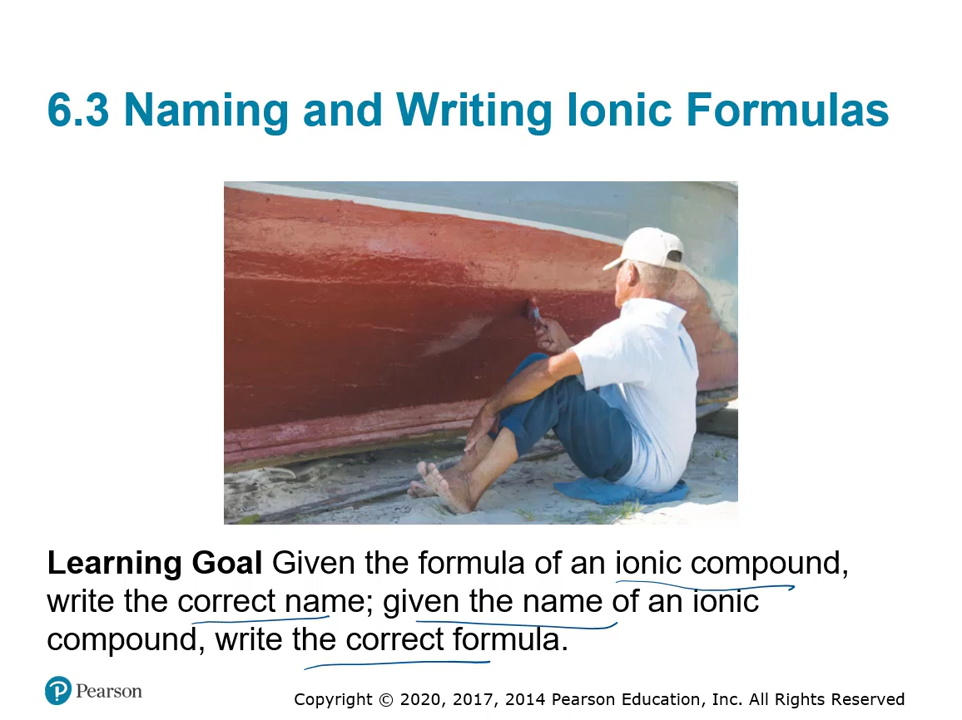 6.3 Naming and Writing Ionic Formulas
Learning Goal Given the formula of an ionic compound,
write the correct name; given the name of an ionic
compound, write the correct formula.
P Pearson
Copyright © 2020, 2017, 2014 Pearson Education, Inc. All Rights Reserved